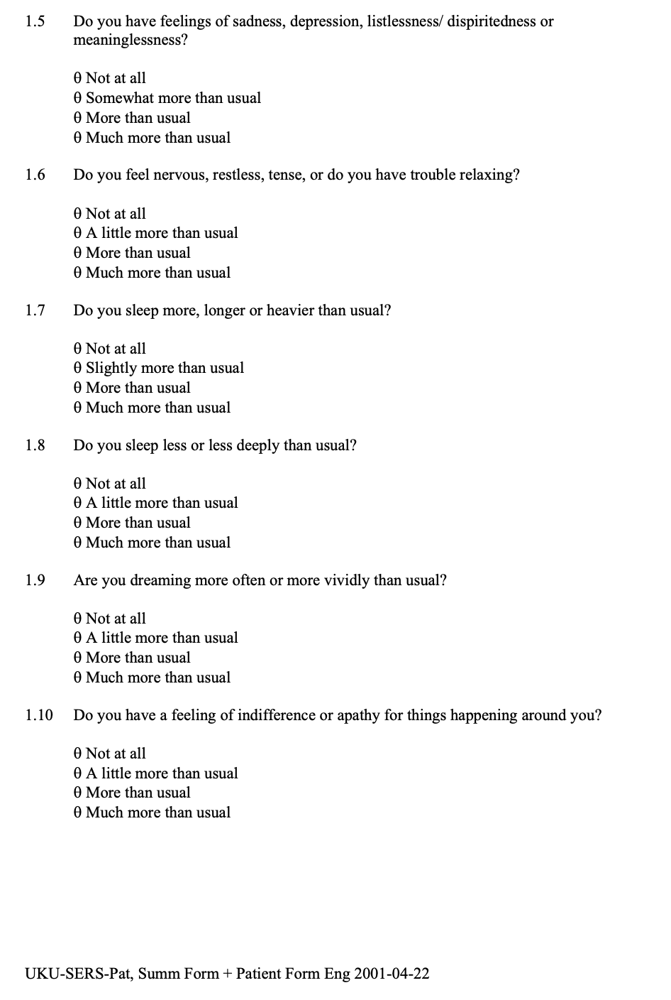 1.5 Do you have feelings of sadness, depression, listlessness/ dispiritedness or
meaninglessness?
θ Not at all
θ Somewhat more than usual
θ More than usual
θ Much more than usual
1.6 Do you feel nervous, restless, tense, or do you have trouble relaxing?
θ Not at all
θ A little more than usual
θ More than usual
θ Much more than usual
1.7 Do you sleep more, longer or heavier than usual?
θ Not at all
θ Slightly more than usual
θ More than usual
θ Much more than usual
1.8 Do you sleep less or less deeply than usual?
θ Not at all
θ A little more than usual
θ More than usual
θ Much more than usual
1.9 Are you dreaming more often or more vividly than usual?
θ Not at all
θ A little more than usual
θ More than usual
θ Much more than usual
1.10 Do you have a feeling of indifference or apathy for things happening around you?
θ Not at all
θ A little more than usual
θ More than usual
θ Much more than usual
UKU-SERS-Pat, Summ Form + Patient Form Eng 2001-04-22